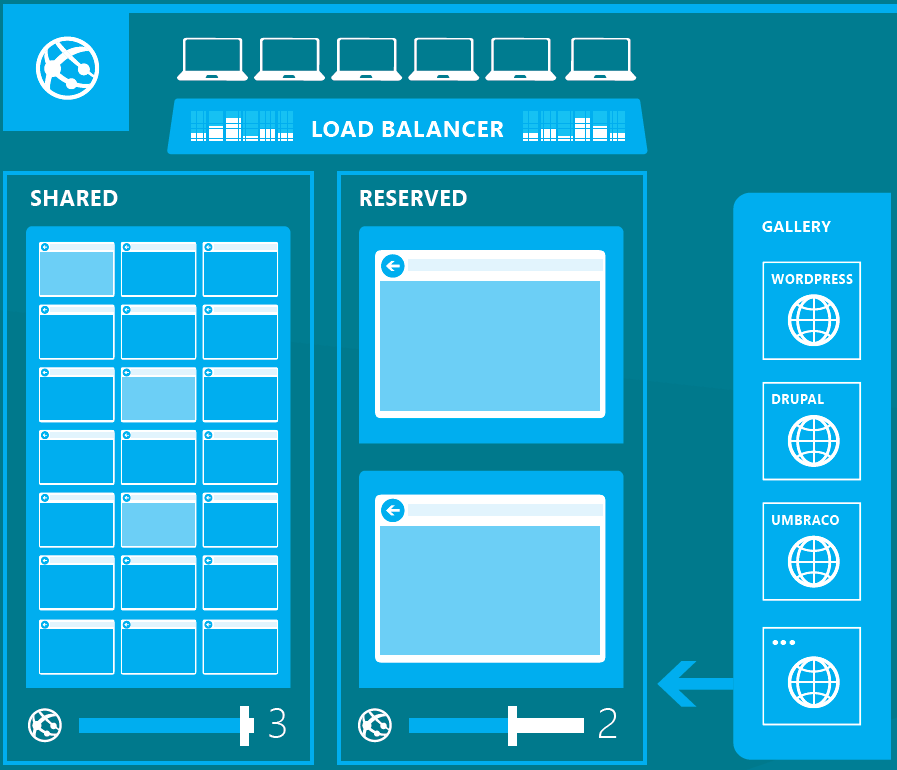 LOAD BALANCER
SHARED
RESERVED
GALLERY
WORDPRESS
DRUPAL
UMBRACO
•••
3
2